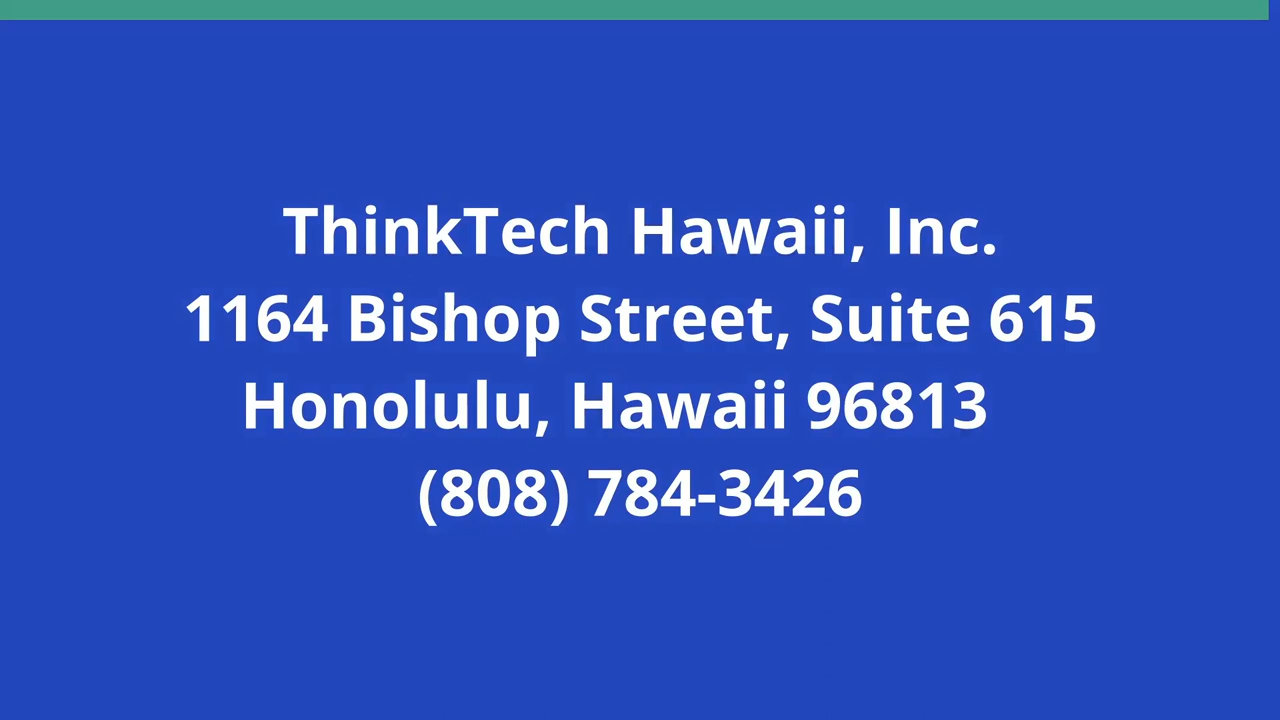 ThinkTech Hawaii, Inc.
1164 Bishop Street, Suite 615
Honolulu, Hawaii 96813
(808) 784-3426